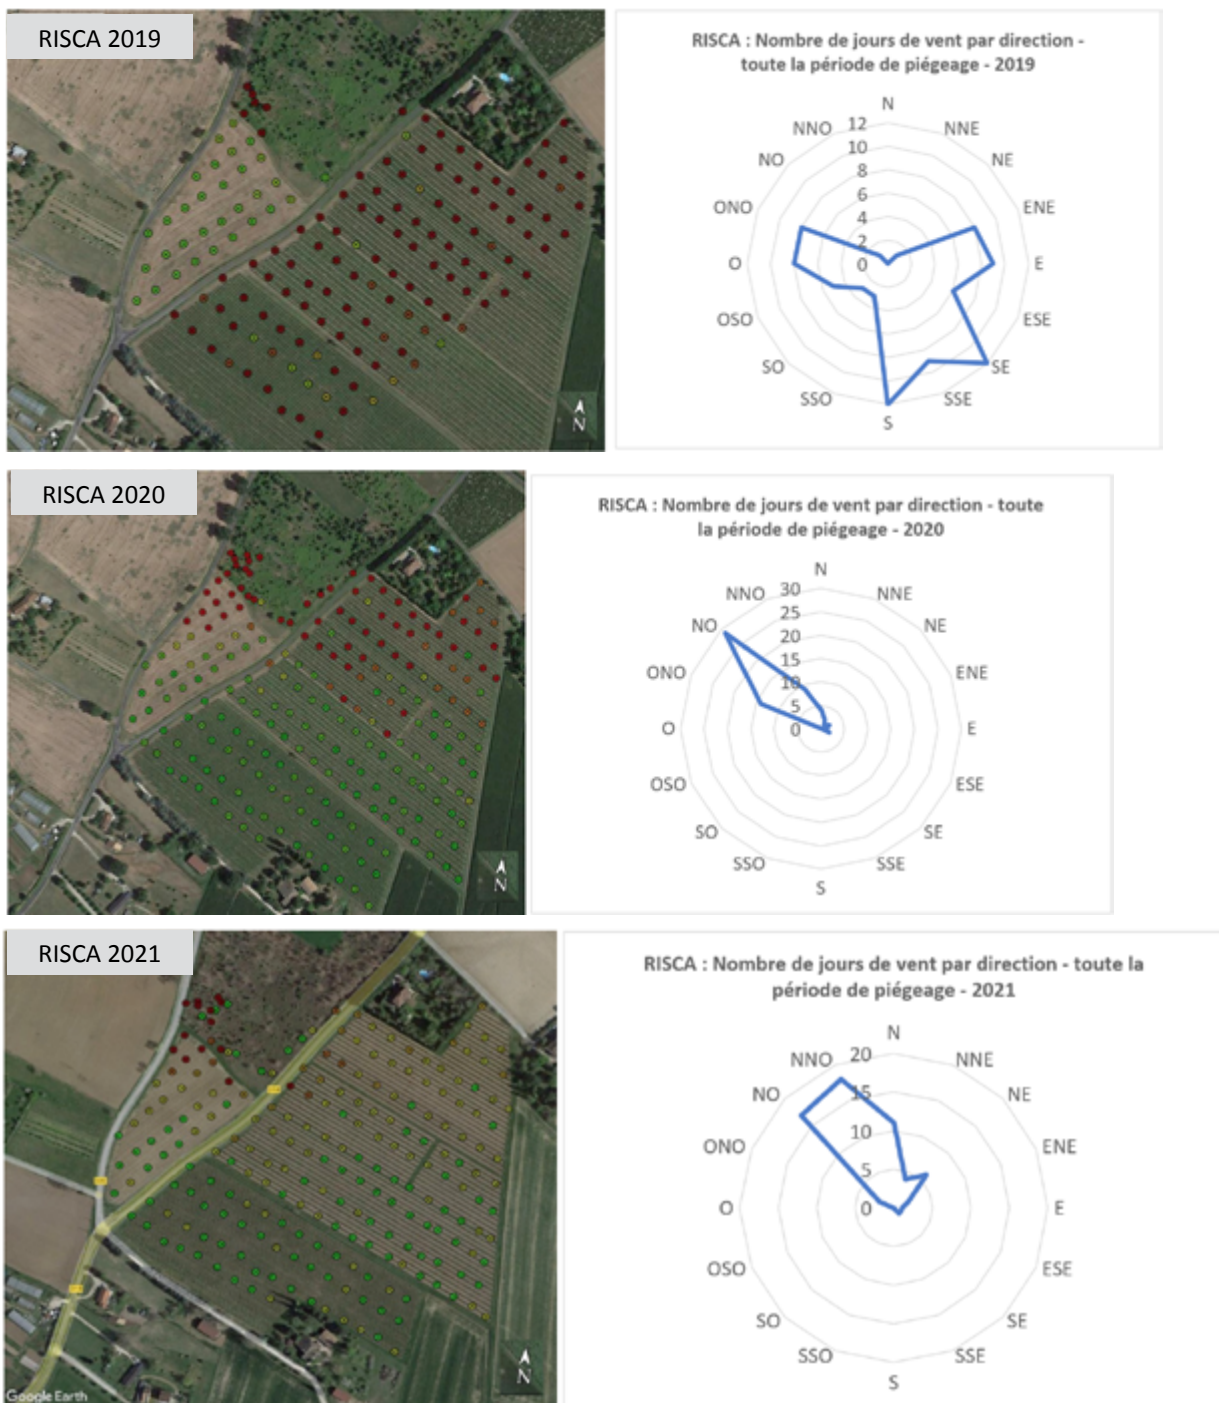 RISCA 2019
RISCA : Nombre de jours de vent par direction -
toute la période de piégeage - 2019
N
NNO
12
NNE
NO
10
NE
8
6
ONO
4
ENE
2
O
0
E
OSO
ESE
SO
SE
SSO
SSE
S
N
RISCA 2020
RISCA : Nombre de jours de vent par direction - toute
la période de piégeage - 2020
N
NNO
30
NNE
25
NO
20
NE
15
ONO
10
ENE
5
O
0
E
OSO
ESE
SO
SE
SSO
SSE
S
N
RISCA 2021
RISCA : Nombre de jours de vent par direction - toute la
période de piégeage - 2021
N
NNO
20
NNE
NO
15
NE
10
ONO
ENE
5
O
0
E
OSO
ESE
SO
SE
SSO
SSE
S
N
Google Earth